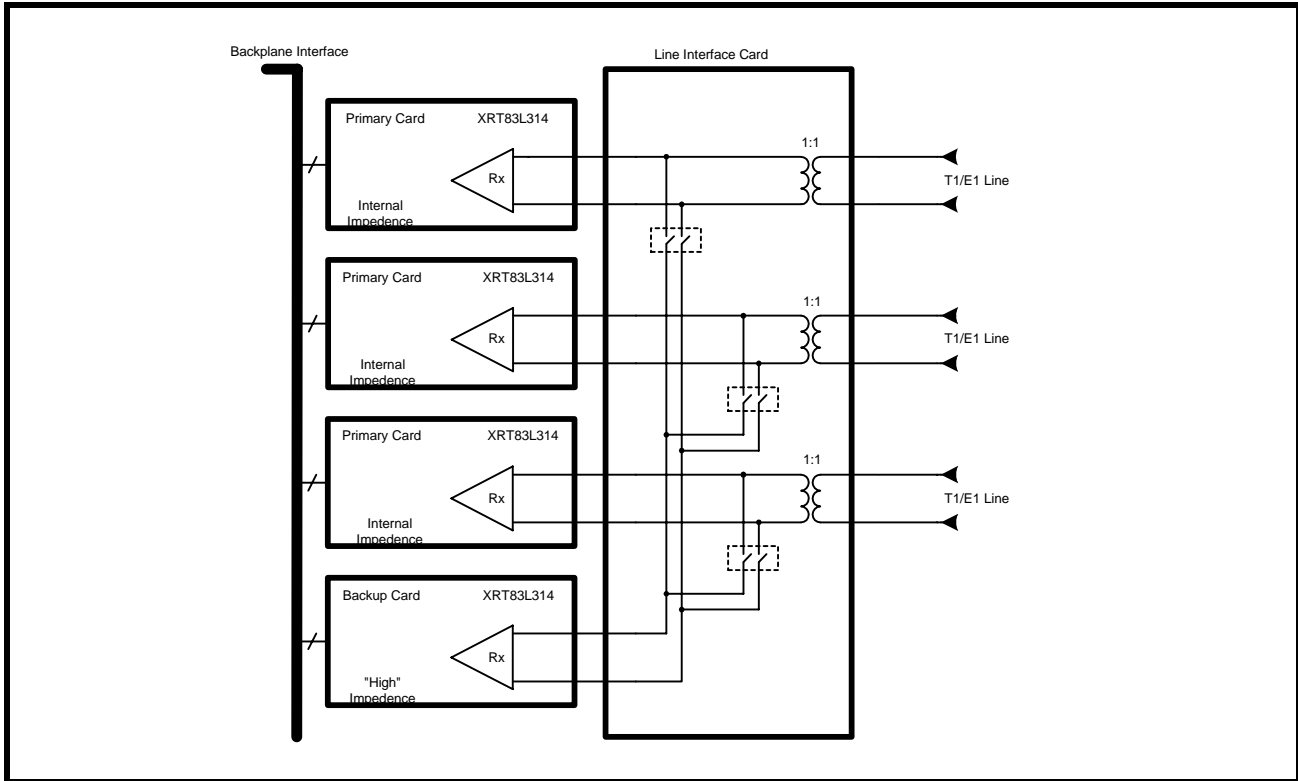 Backplane Interface
Line Interface Card
Primary Card XRT83L314
Rx
Internal
Impedence
1:1
T1/E1 Line
Primary Card XRT83L314
Rx
Internal
Impedence
1:1
T1/E1 Line
Primary Card XRT83L314
Rx
Internal
Impedence
1:1
T1/E1 Line
Backup Card XRT83L314
Rx
"High"
Impedence